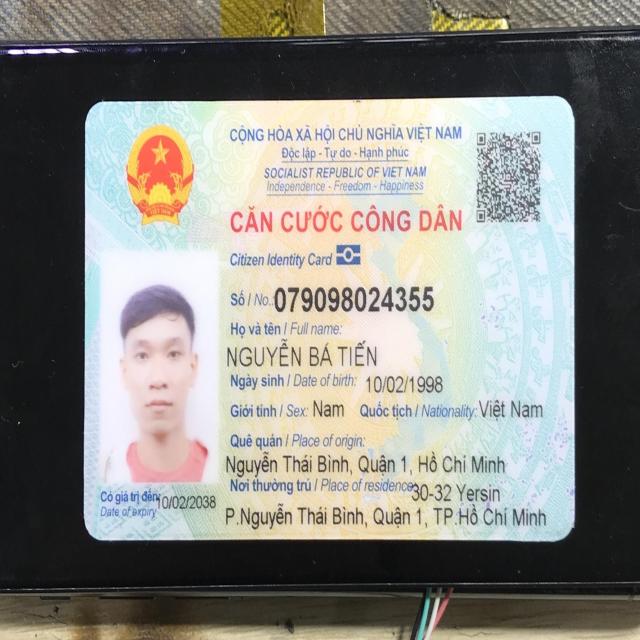 CỘNG HÒA XÃ HỘI CHỦ NGHĨA VIỆT NAM
Độc lập - Tự do - Hạnh phúc
SOCIALIST REPUBLIC OF VIET NAM
Independence - Freedom - Happiness
CĂN CƯỚC CÔNG DÂN
Citizen Identity Card
Số / No.: 079098024355
Họ và tên / Full name:
NGUYỄN BÁ TIẾN
Ngày sinh / Date of birth: 10/02/1998
Giới tính / Sex: Nam Quốc tịch / Nationality: Việt Nam
Quê quán / Place of origin:
Nguyễn Thái Bình, Quận 1, Hồ Chí Minh
Nơi thường trú / Place of residence: 30-32 Yersin
P.Nguyễn Thái Bình, Quận 1, TP.Hồ Chí Minh
Có giá trị đến: 10/02/2038
Date of expiry